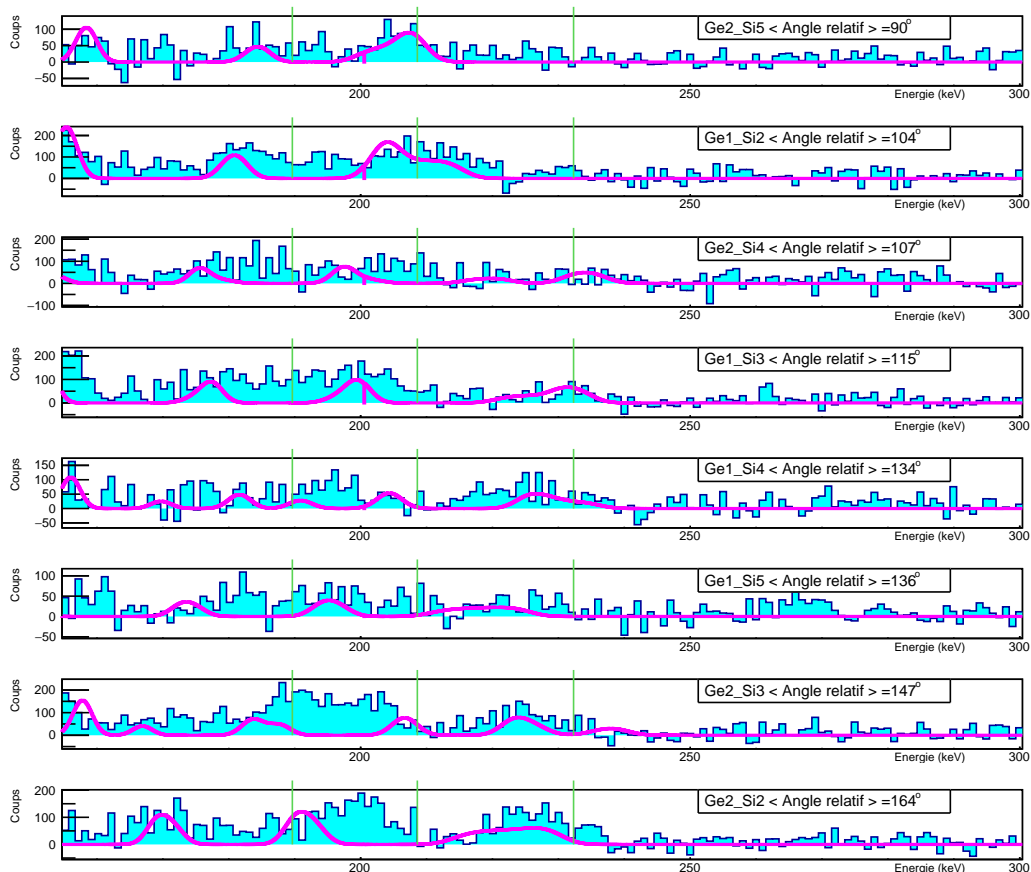 Coups
100
50
0
−50
Ge2_Si5 < Angle relatif > =90°
200
250
Energie (keV)
300
Coups
200
100
0
Ge1_Si2 < Angle relatif > =104°
200
250
Energie (keV)
300
Coups
200
100
0
−100
Ge2_Si4 < Angle relatif > =107°
200
250
Energie (keV)
300
Coups
200
100
0
Ge1_Si3 < Angle relatif > =115°
200
250
Energie (keV)
300
Coups
150
100
50
0
−50
Ge1_Si4 < Angle relatif > =134°
200
250
Energie (keV)
300
Coups
100
50
0
−50
Ge1_Si5 < Angle relatif > =136°
200
250
Energie (keV)
300
Coups
200
100
0
Ge2_Si3 < Angle relatif > =147°
200
250
Energie (keV)
300
Coups
200
150
100
50
0
−50
Ge2_Si2 < Angle relatif > =164°
200
250
Energie (keV)
300